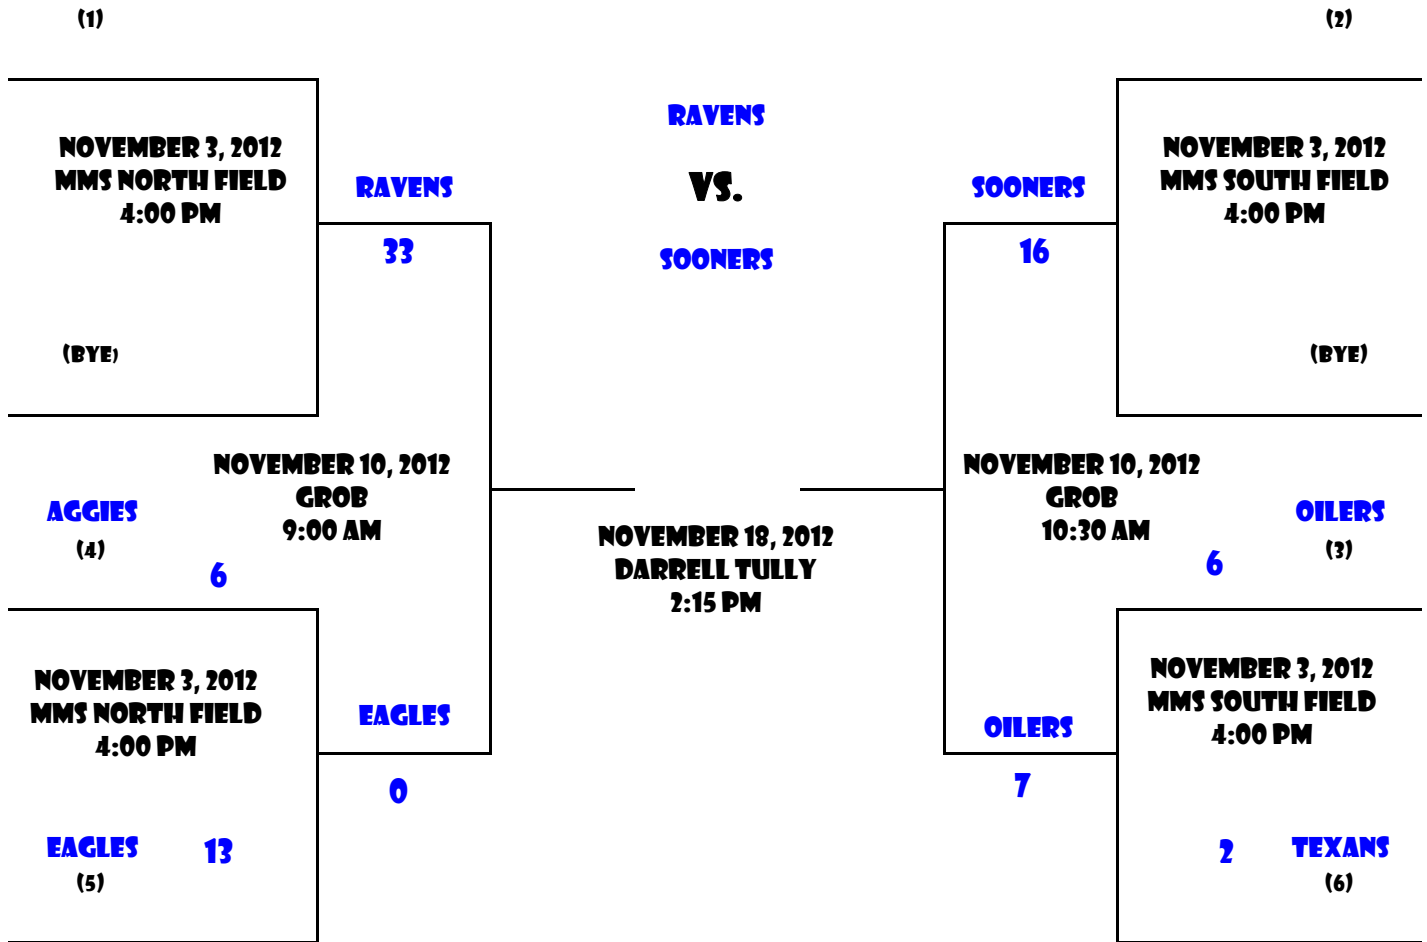 (1)
(2)
NOVEMBER 3, 2012
MMS NORTH FIELD
4:00 PM
RAVENS
33
(BYE)
RAVENS
VS.
SOONERS
SOONERS
16
NOVEMBER 3, 2012
MMS SOUTH FIELD
4:00 PM
(BYE)
AGGIES
(4)
6
NOVEMBER 10, 2012
GROB
9:00 AM
NOVEMBER 18, 2012
DARRELL TULLY
2:15 PM
NOVEMBER 10, 2012
GROB
10:30 AM
OILERS
(3)
6
NOVEMBER 3, 2012
MMS NORTH FIELD
4:00 PM
EAGLES
0
EAGLES
13
(5)
OILERS
7
NOVEMBER 3, 2012
MMS SOUTH FIELD
4:00 PM
2
TEXANS
(6)